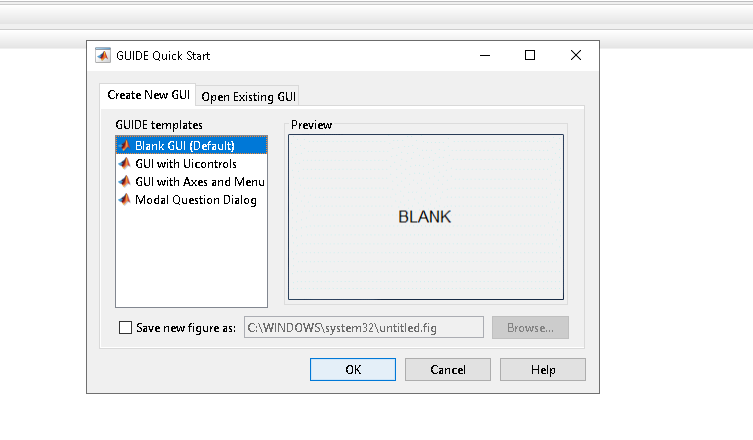 GUIDE Quick Start
Create New GUI
Open Existing GUI
GUIDE templates
Blank GUI (Default)
GUI with Uicontrols
GUI with Axes and Menu
Modal Question Dialog
Preview
BLANK
Save new figure as:
C:\WINDOWS\system32\untitled.fig
Browse...
OK
Cancel
Help